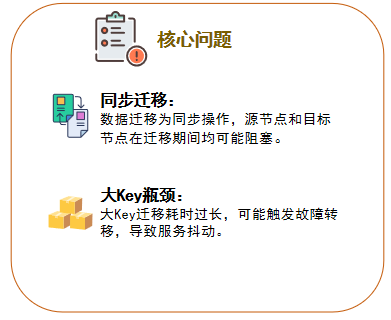 核心问题
同步迁移：
数据迁移为同步操作，源节点和目标
节点在迁移期间均可能阻塞。
大Key瓶颈：
大Key迁移耗时过长，可能触发故障转
移，导致服务抖动。